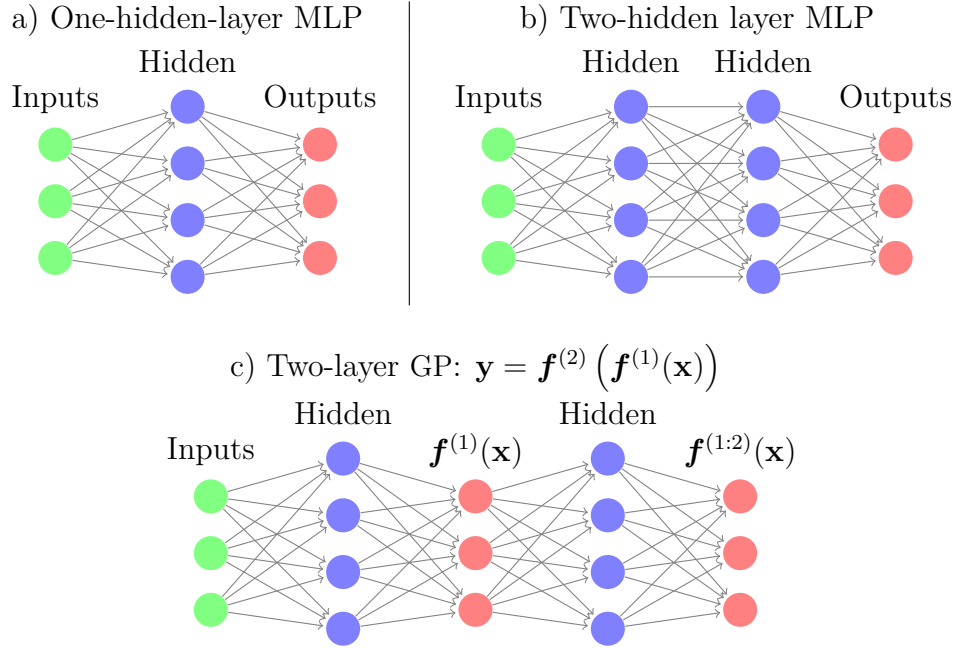 a) One-hidden-layer MLP
Hidden
Inputs
Outputs
b) Two-hidden layer MLP
Hidden Hidden
Inputs
Outputs
c) Two-layer GP: y = f^(2) (f^(1)(x))
Hidden Hidden
Inputs f^(1)(x) f^(1:2)(x)